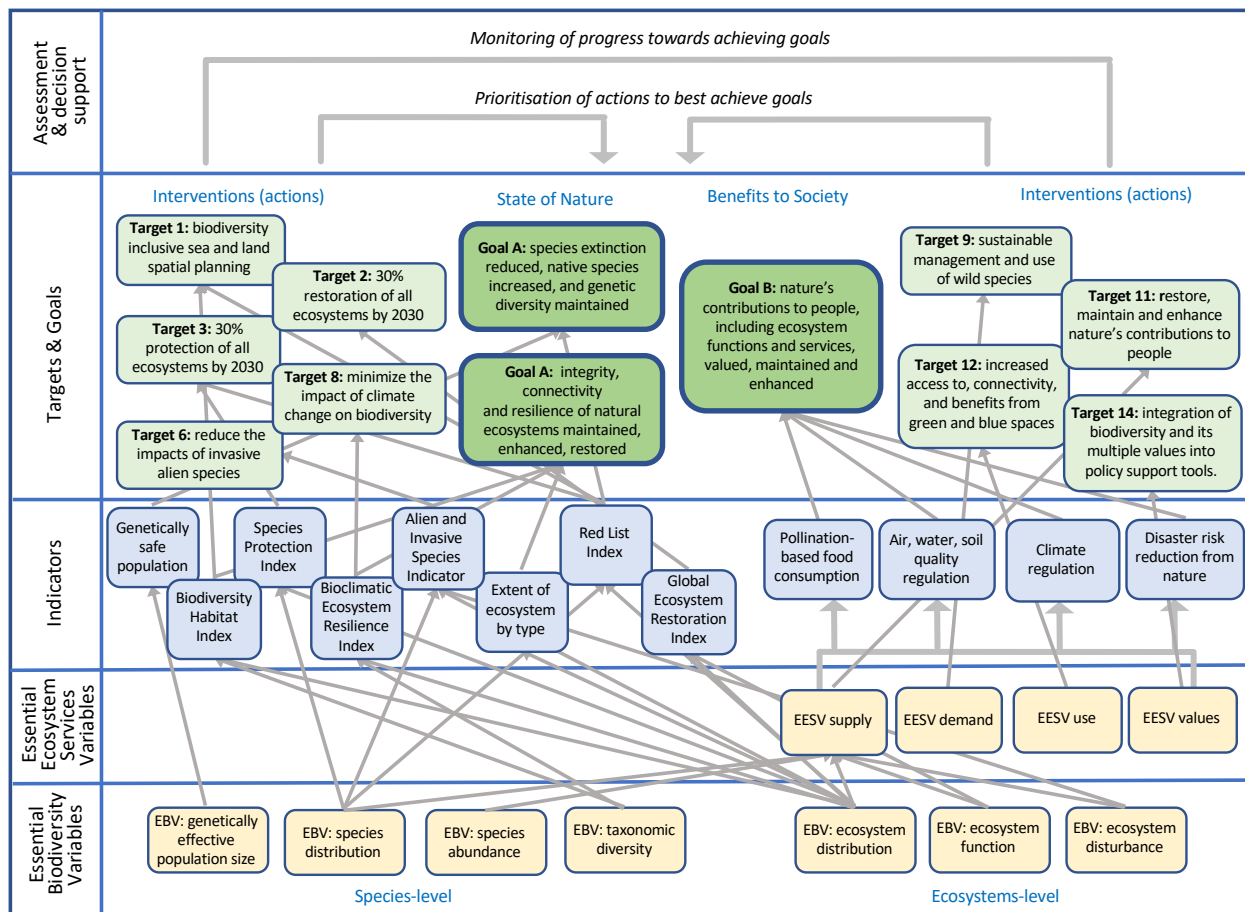 Assessment
& decision
support
Monitoring of progress towards achieving goals
Prioritisation of actions to best achieve goals
Targets & Goals
Interventions (actions)
State of Nature
Benefits to Society
Interventions (actions)
Target 1: biodiversity
inclusive sea and land
spatial planning
Target 2: 30%
restoration of all
ecosystems by 2030
Target 3: 30%
protection of all
ecosystems by 2030
Target 8: minimize the
impact of climate
change on biodiversity
Target 6: reduce the
impacts of invasive
alien species
Goal A: species extinction
reduced, native species
increased, and genetic
diversity maintained
Goal A: integrity,
connectivity
and resilience of natural
ecosystems maintained,
enhanced, restored
Goal B: nature's
contributions to people,
including ecosystem
functions and services,
valued, maintained and
enhanced
Target 9: sustainable
management and use
of wild species
Target 11: restore,
maintain and enhance
nature's contributions to
people
Target 12: increased
access to, connectivity,
and benefits from
green and blue spaces
Target 14: integration of
biodiversity and its
multiple values into
policy support tools.
Indicators
Genetically
safe
population
Biodiversity
Habitat
Index
Species
Protection
Index
Bioclimatic
Ecosystem
Resilience
Index
Alien and
Invasive
Species
Indicator
Extent of
ecosystem
by type
Red List
Index
Global
Ecosystem
Restoration
Index
Pollination-
based food
consumption
Air, water, soil
quality
regulation
Climate
regulation
Disaster risk
reduction from
nature
Essential
Ecosystem
Services
Variables
EESV supply
EESV demand
EESV use
EESV values
Essential
Biodiversity
Variables
EBV: genetically
effective
population size
EBV: species
distribution
EBV: species
abundance
EBV: taxonomic
diversity
EBV: ecosystem
distribution
EBV: ecosystem
function
EBV: ecosystem
disturbance
Species-level
Ecosystems-level